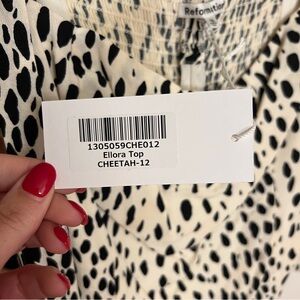 Reformation
1305059CHE012
Ellora Top
CHEETAH-12